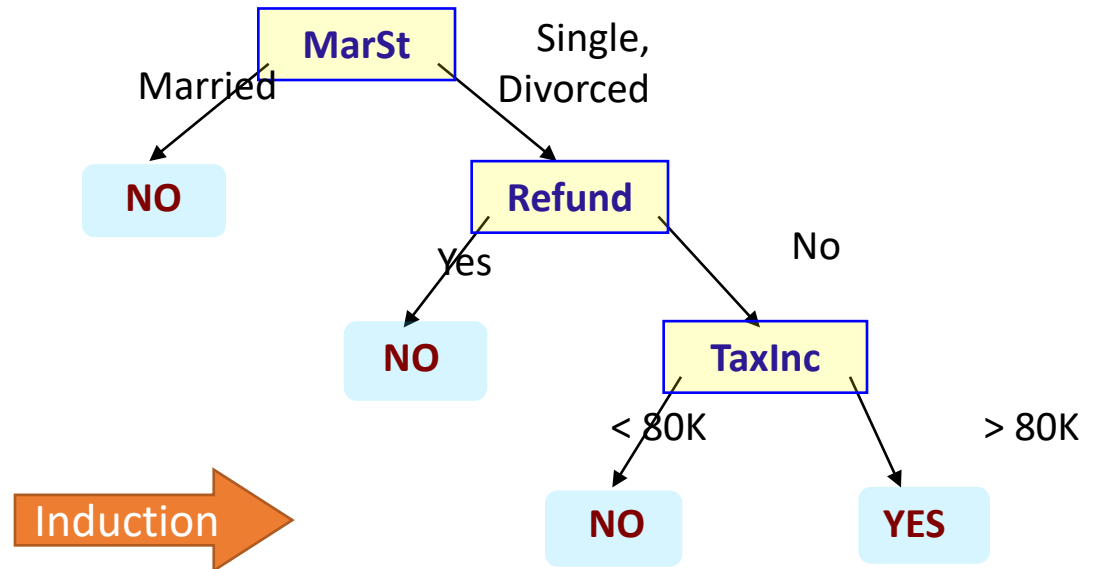 MarSt
Single,
Married
Divorced
NO
Refund
Yes
No
NO
TaxInc
< 80K
> 80K
Induction
NO
YES